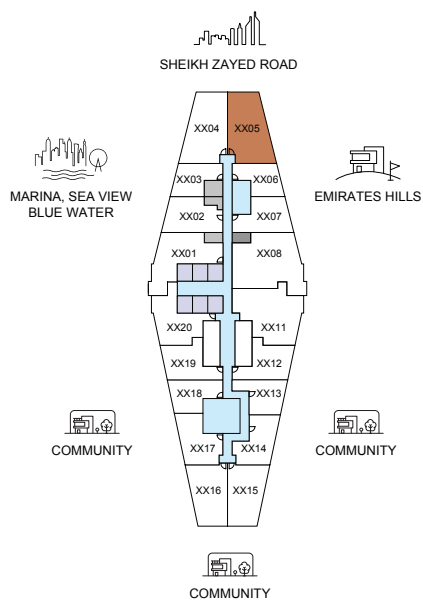 SHEIKH ZAYED ROAD
XX04
XX05
MARINA, SEA VIEW
BLUE WATER
EMIRATES HILLS
XX03
XX06
XX02
XX07
XX01
XX08
XX20
XX11
XX19
XX12
XX18
XX13
COMMUNITY
COMMUNITY
XX17
XX14
XX16
XX15
COMMUNITY